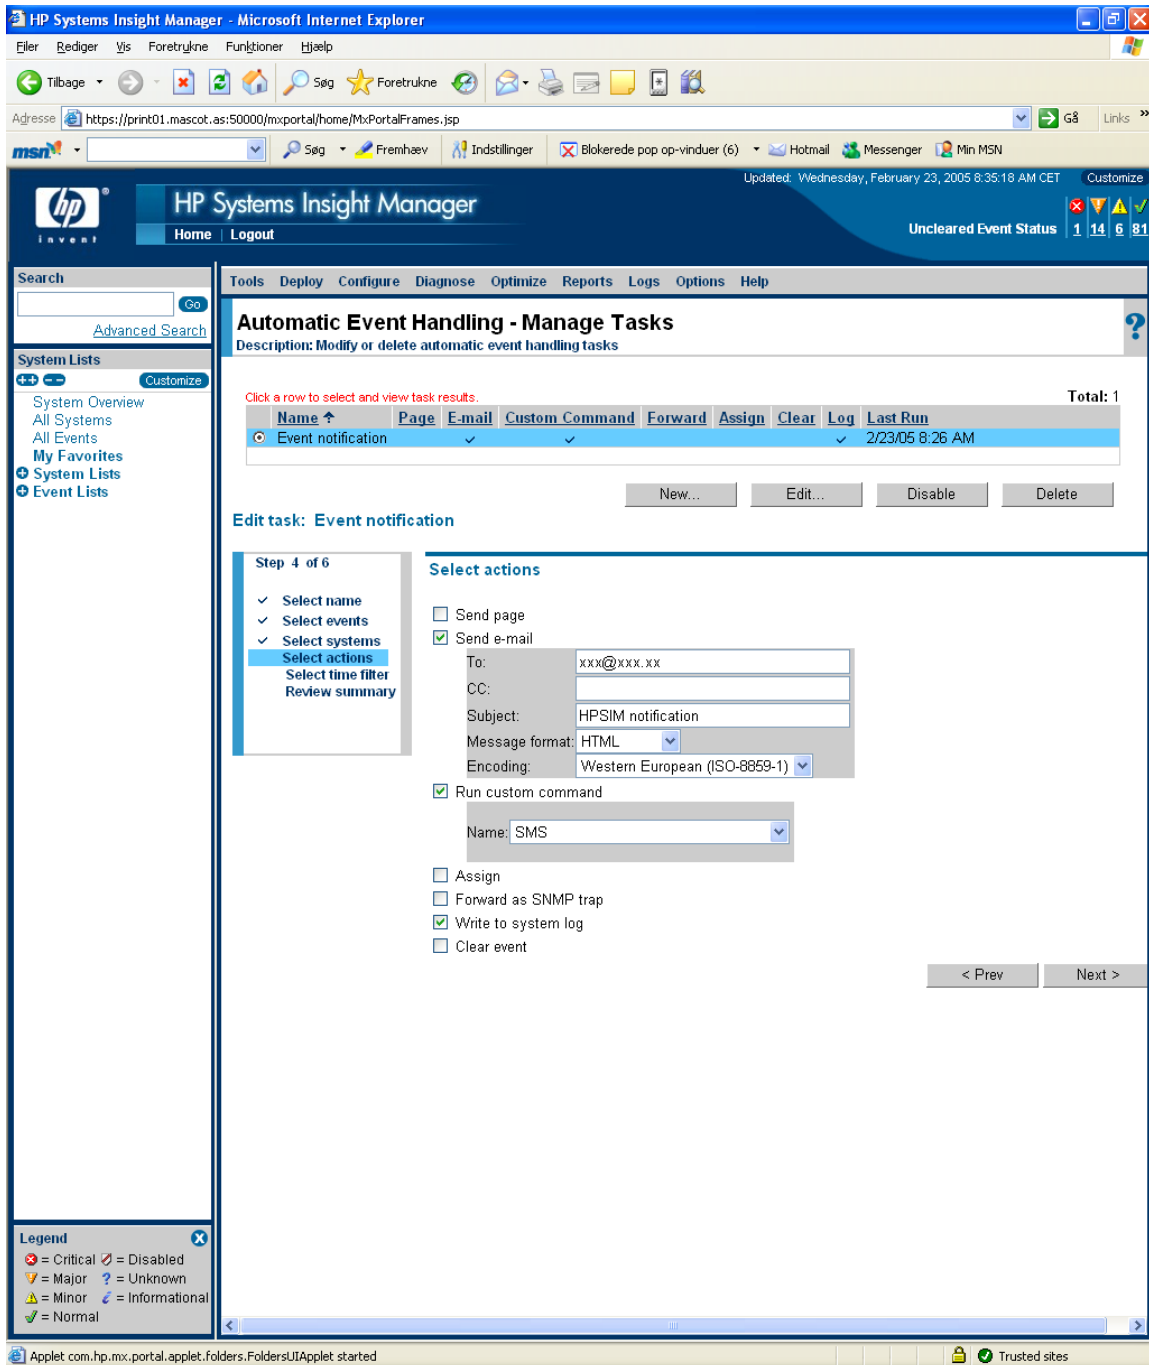 HP Systems Insight Manager - Microsoft Internet Explorer
Filer Rediger Vis Foretrukne Funktioner Hjælp
Tilbage Søg Foretrukne
Adresse https://print01.mascot.as:50000/mxportal/home/MxPortalFrames.jsp Gå Links »
msn Søg Fremhæv Indstillinger Blokerede pop op-vinduer (6) Hotmail Messenger Min MSN
Updated: Wednesday, February 23, 2005 8:35:18 AM CET Customize
hp ®
invent
HP Systems Insight Manager
Home | Logout
Uncleared Event Status 1 14 6 81
Search
Go
Advanced Search
System Lists
Customize
System Overview
All Systems
All Events
My Favorites
System Lists
Event Lists
Tools Deploy Configure Diagnose Optimize Reports Logs Options Help
Automatic Event Handling - Manage Tasks
Description: Modify or delete automatic event handling tasks
?
Click a row to select and view task results. Total: 1
Name Page E-mail Custom Command Forward Assign Clear Log Last Run
Event notification 2/23/05 8:26 AM
New... Edit... Disable Delete
Edit task: Event notification
Step 4 of 6
Select name
Select events
Select systems
Select actions
Select time filter
Review summary
Select actions
Send page
Send e-mail
To: xxx@xxx.xx
CC:
Subject: HPSIM notification
Message format: HTML
Encoding: Western European (ISO-8859-1)
Run custom command
Name: SMS
Assign
Forward as SNMP trap
Write to system log
Clear event
< Prev Next >
Legend
= Critical = Disabled
= Major ? = Unknown
= Minor i = Informational
= Normal
Applet com.hp.mx.portal.applet.folders.FoldersUIApplet started Trusted sites